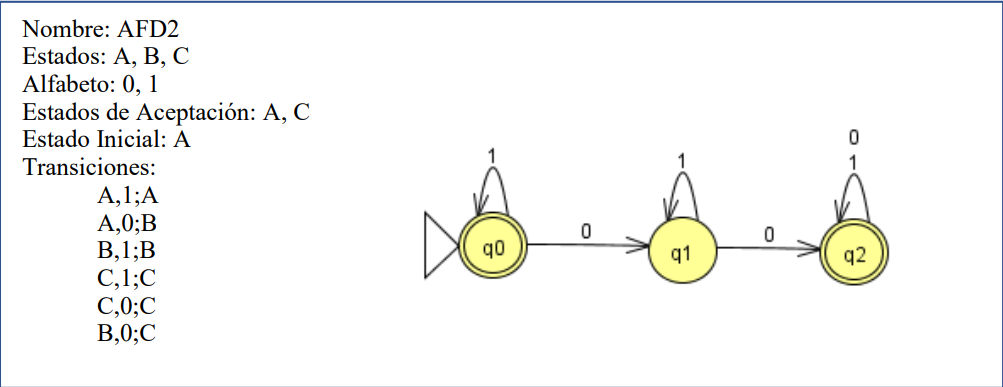 Nombre: AFD2
Estados: A, B, C
Alfabeto: 0, 1
Estados de Aceptación: A, C
Estado Inicial: A
Transiciones:
A,1;A
A,0;B
B,1;B
C,1;C
C,0;C
B,0;C
0
1
1
1
0
0
q0
q1
q2